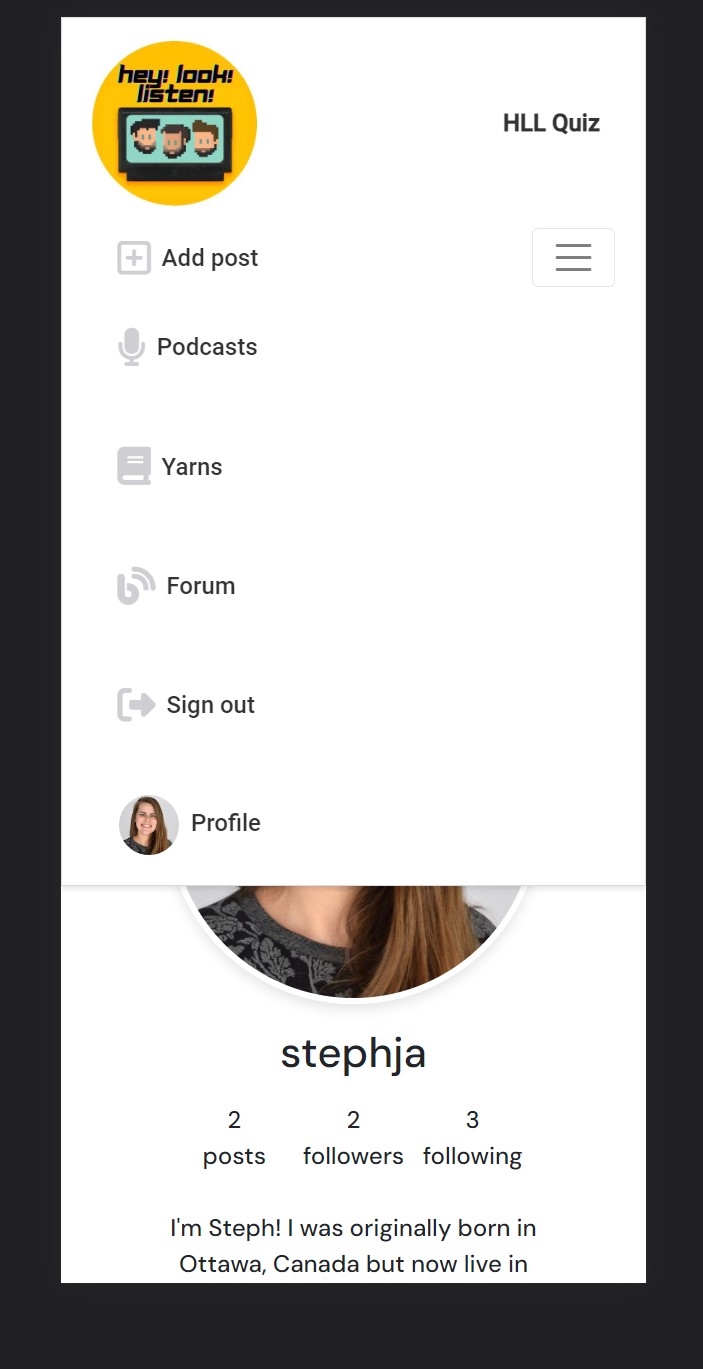 hey! look!
listen!
HLL Quiz
Add post
Podcasts
Yarns
Forum
Sign out
Profile
stephja
2 2 3
posts followers following
I'm Steph! I was originally born in
Ottawa, Canada but now live in